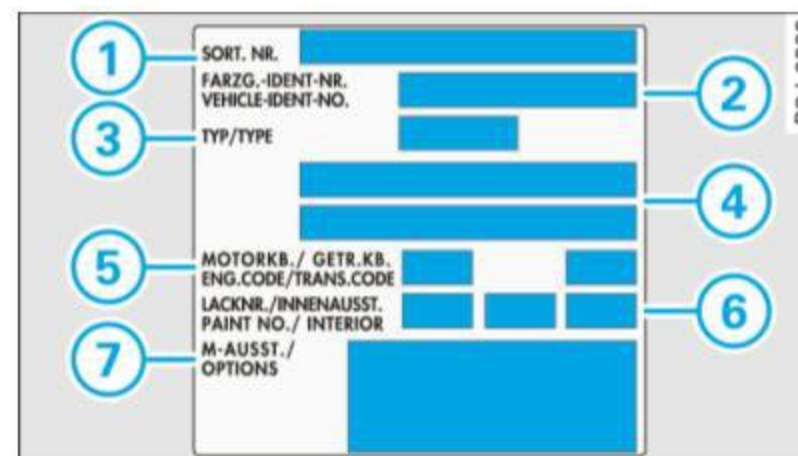 1 SORT. NR.
FARZG.-IDENT-NR.
VEHICLE-IDENT-NO. 2
3 TYP/TYPE
4
5 MOTORKB./ GETR.KB.
ENG.CODE/TRANS.CODE
LACKNR./INNENAUSST. 6
PAINT NO./ INTERIOR
7 M-AUSST./
OPTIONS